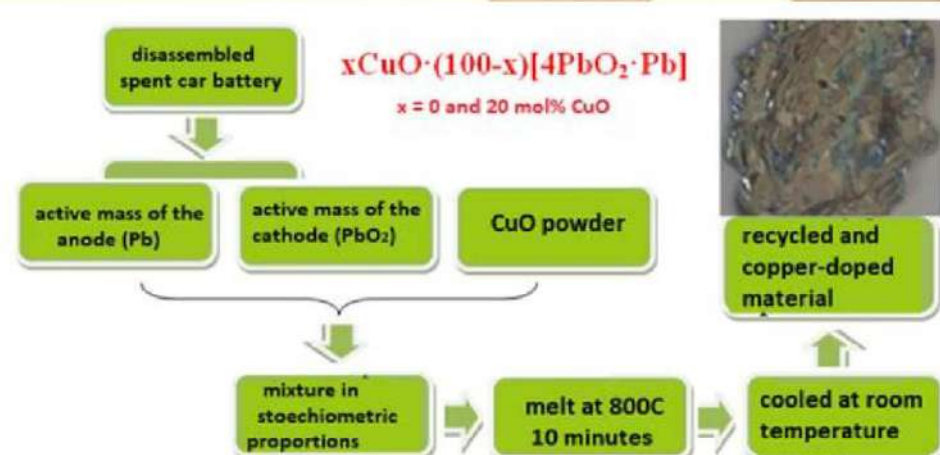 disassembled
spent car battery
xCuO·(100-x)[4PbO₂·Pb]
x = 0 and 20 mol% CuO
active mass of the
anode (Pb)
active mass of the
cathode (PbO₂)
CuO powder
recycled and
copper-doped
material
mixture in
stoechiometric
proportions
melt at 800C
10 minutes
cooled at room
temperature